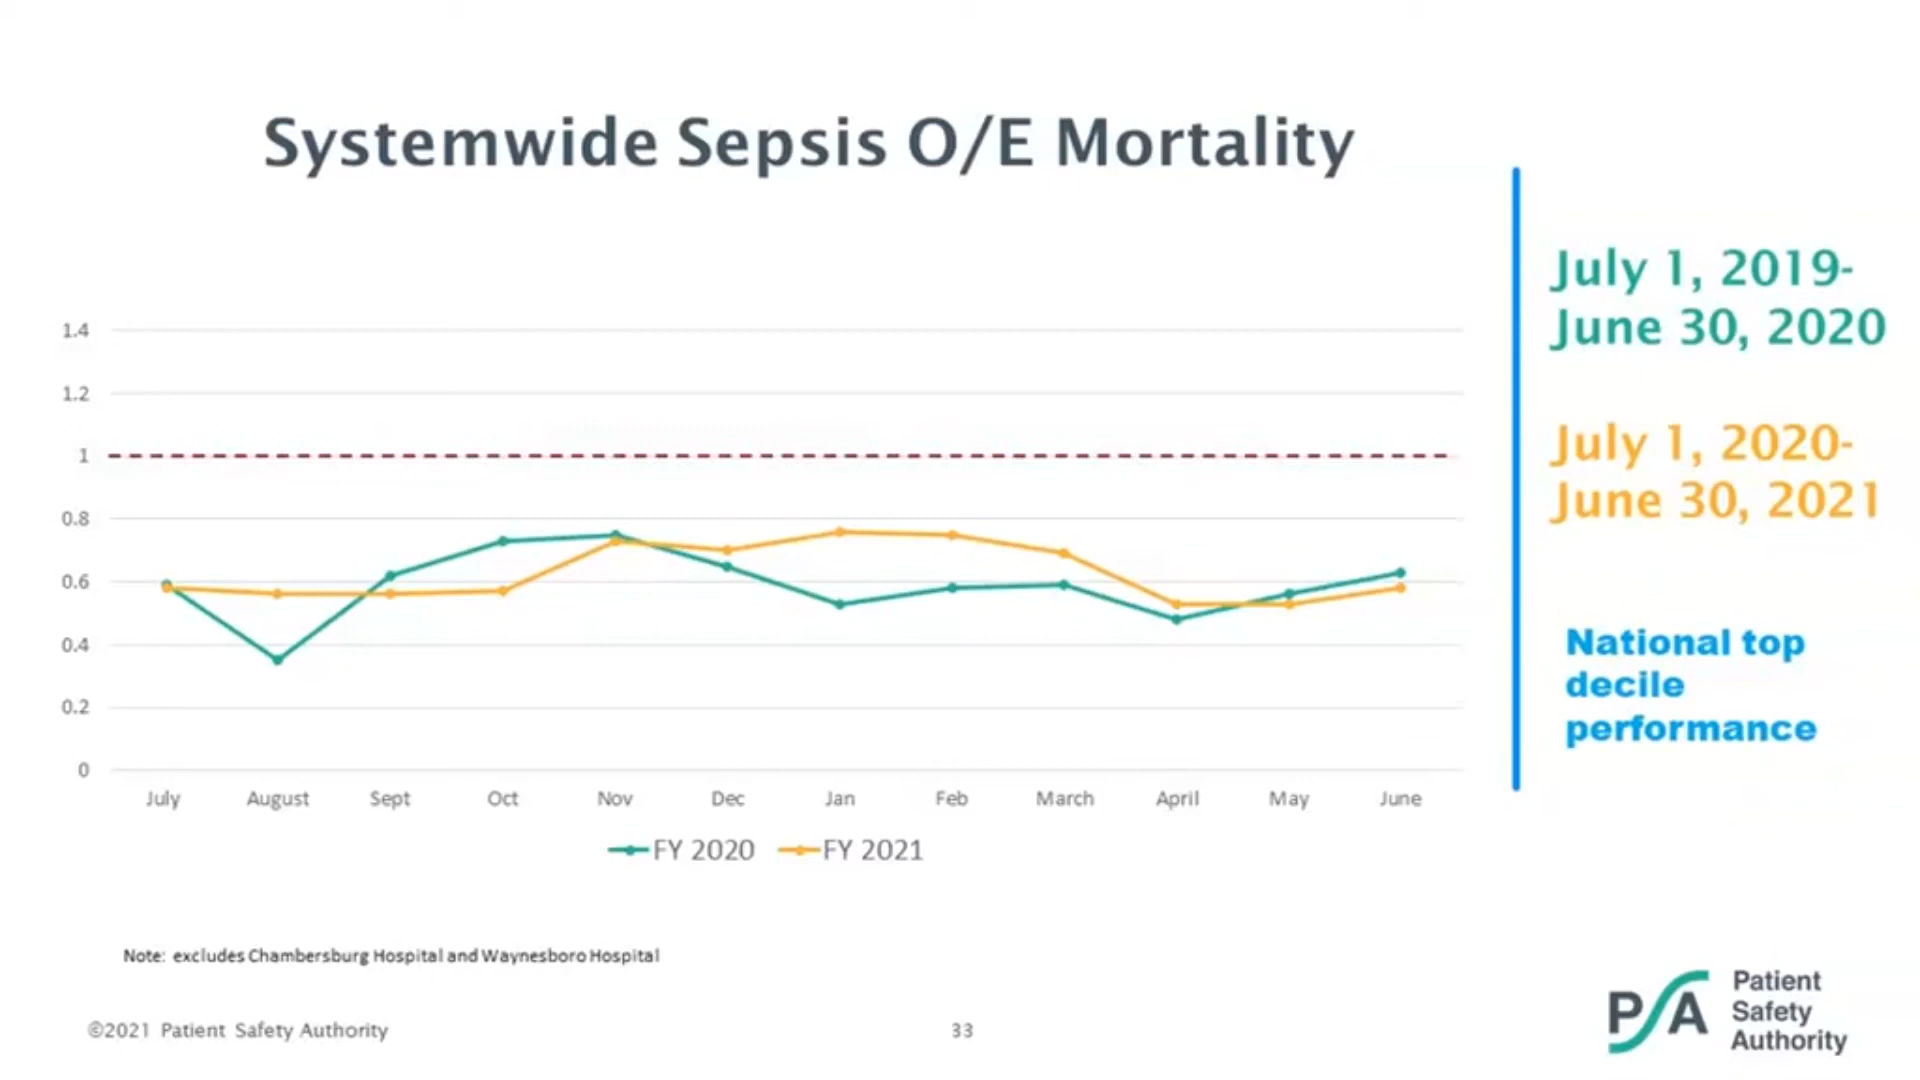 Systemwide Sepsis O/E Mortality
July 1, 2019-
June 30, 2020
July 1, 2020-
June 30, 2021
National top
decile
performance
1.4
1.2
1
0.8
0.6
0.4
0.2
0
July August Sept Oct Nov Dec Jan Feb March April May June
FY 2020 FY 2021
Note: excludes Chambersburg Hospital and Waynesboro Hospital
©2021 Patient Safety Authority
33
PSA
Patient
Safety
Authority